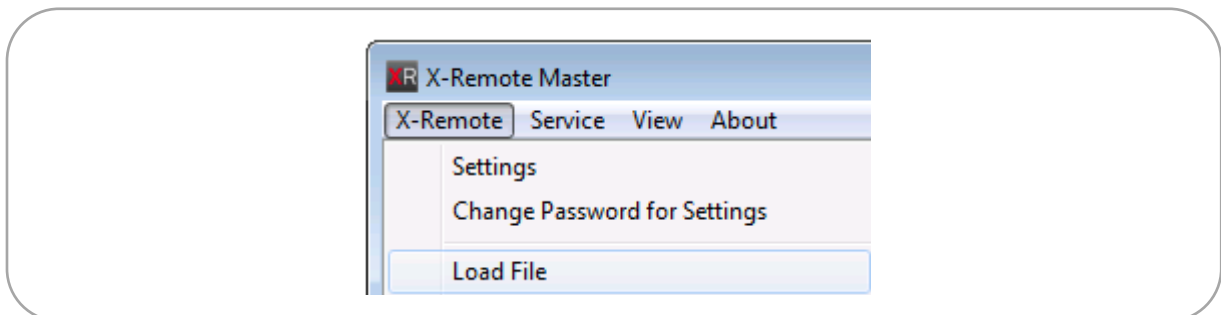 XR X-Remote Master
X-Remote Service View About
Settings
Change Password for Settings
Load File